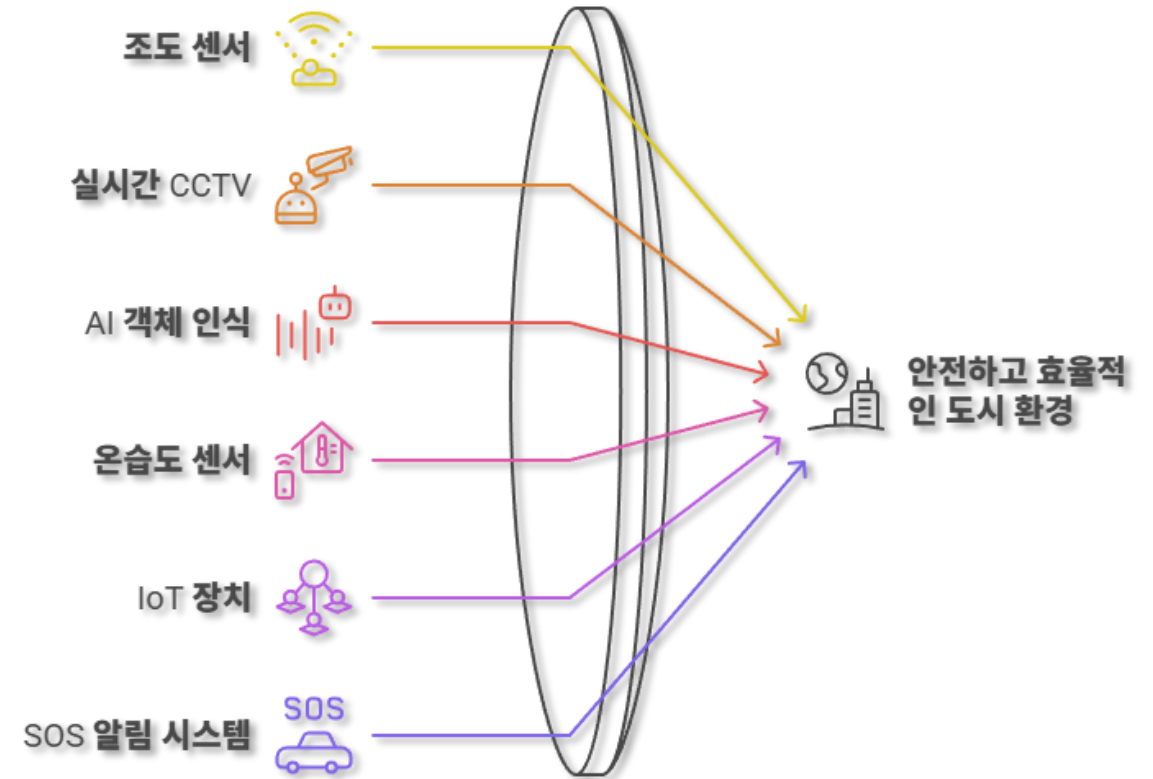 조도 센서
실시간 CCTV
AI 객체 인식
온습도 센서
IoT 장치
SOS
SOS 알림 시스템
안전하고 효율적
인 도시 환경